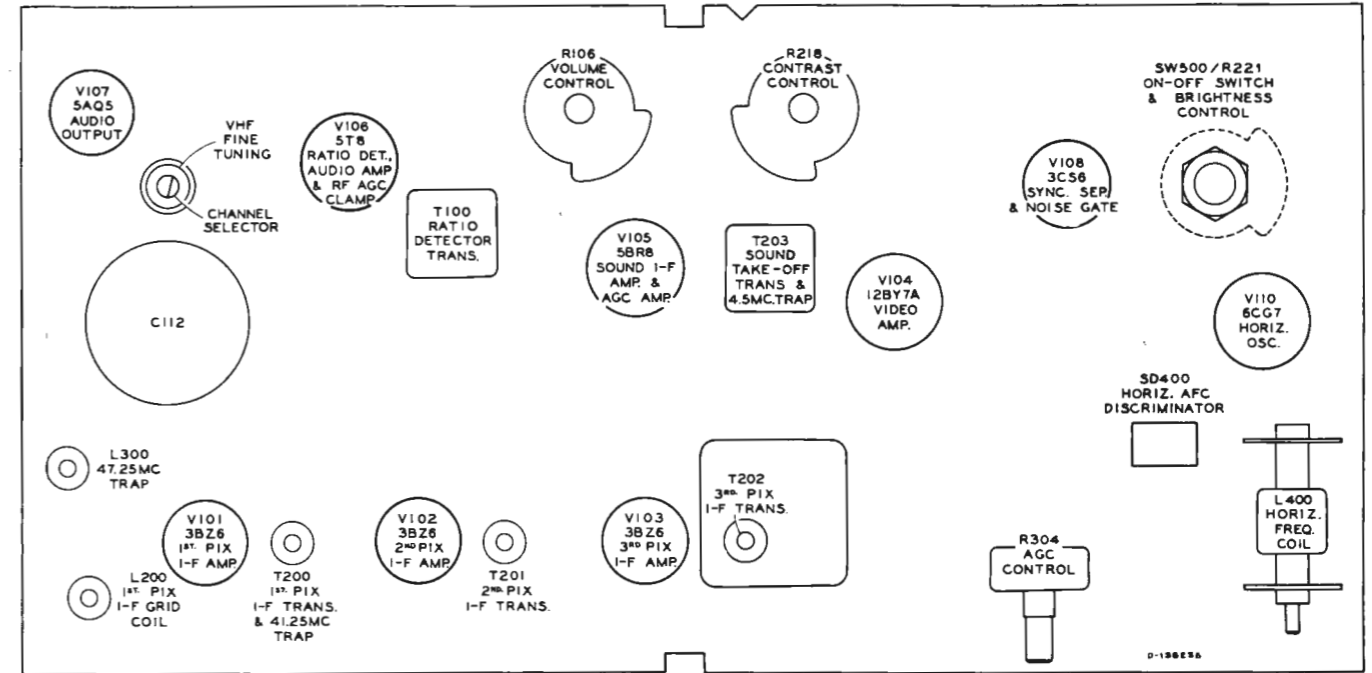 R106
VOLUME
CONTROL
R218
CONTRAST
CONTROL
SW500/R221
ON-OFF SWITCH
& BRIGHTNESS
CONTROL
V107
5AQ5
AUDIO
OUTPUT
VHF
FINE
TUNING
V106
5T8
RATIO DET.,
AUDIO AMP
& RF AGC
CLAMP
V108
3CS6
SYNC. SEP.
& NOISE GATE
CHANNEL
SELECTOR
T100
RATIO
DETECTOR
TRANS.
V105
5BR8
SOUND I-F
AMP. &
AGC AMP.
T203
SOUND
TAKE-OFF
TRANS &
4.5MC.TRAP
V104
12BY7A
VIDEO
AMP.
C112
V110
6CG7
HORIZ.
OSC.
SD400
HORIZ. AFC
DISCRIMINATOR
L300
47.25MC
TRAP
V101
3BZ6
1ST. PIX
I-F AMP.
V102
3BZ6
2ND PIX
I-F AMP.
V103
3BZ6
3RD PIX
I-F AMP.
T202
3RD. PIX
I-F TRANS.
L400
HORIZ.
FREQ.
COIL
R304
AGC
CONTROL
L200
1ST. PIX
I-F GRID
COIL
T200
1ST. PIX
I-F TRANS.
& 41.25MC
TRAP
T201
2ND. PIX
I-F TRANS.